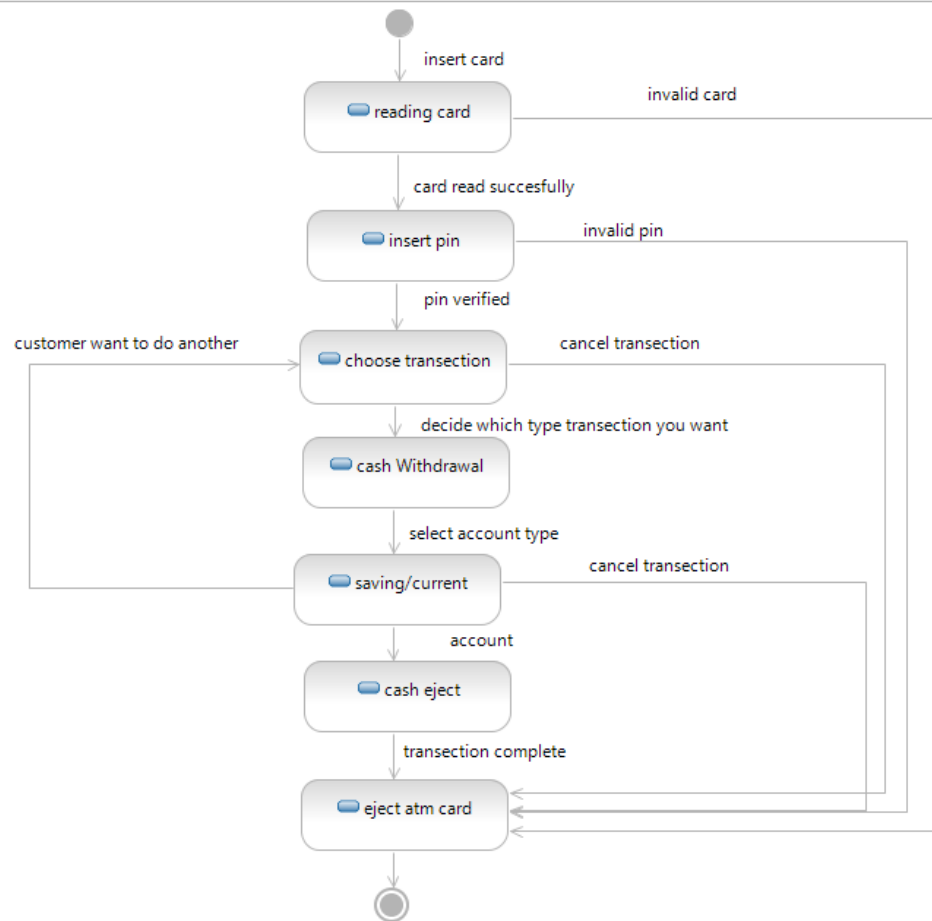 insert card
reading card
invalid card
card read succesfully
insert pin
invalid pin
pin verified
customer want to do another
choose transection
cancel transection
decide which type transection you want
cash Withdrawal
select account type
saving/current
cancel transection
account
cash eject
transection complete
eject atm card